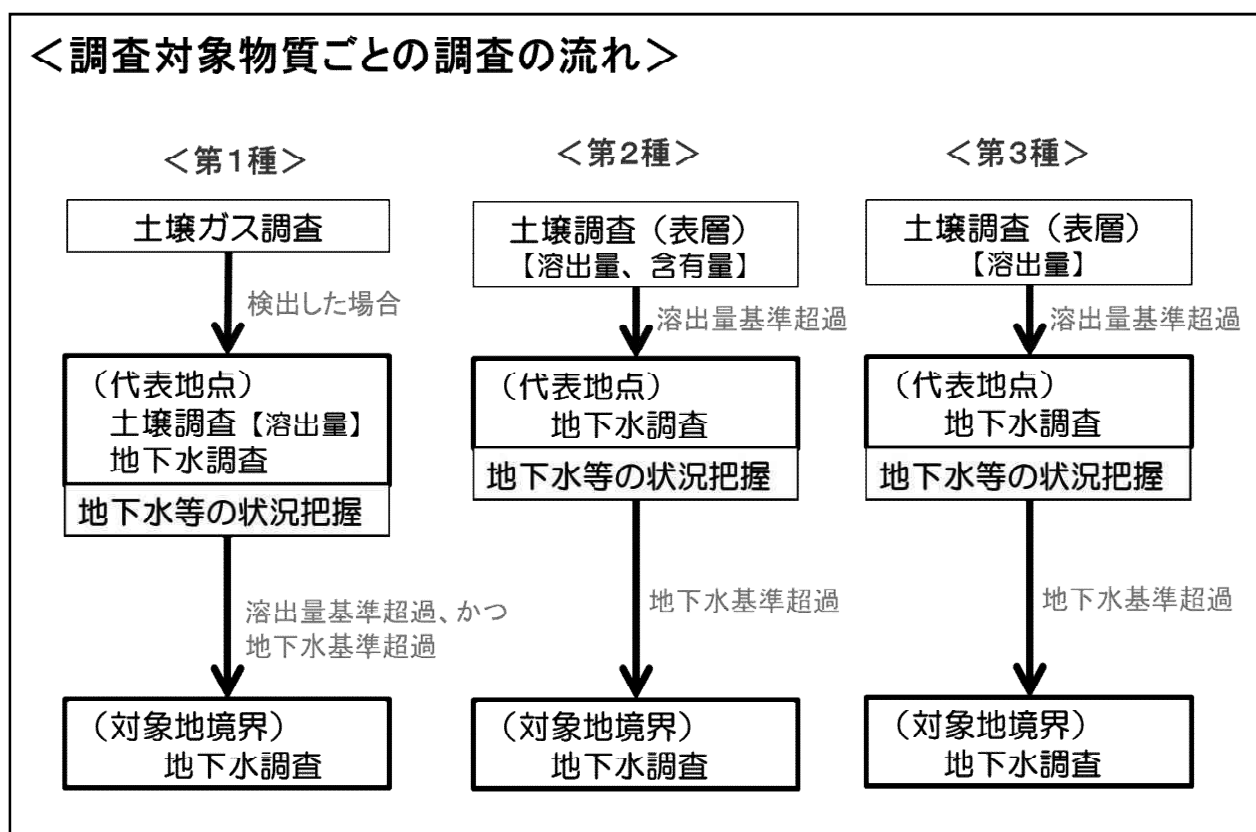 ＜調査対象物質ごとの調査の流れ＞
＜第１種＞
土壌ガス調査
検出した場合
（代表地点）
土壌調査【溶出量】
地下水調査
地下水等の状況把握
溶出量基準超過、かつ
地下水基準超過
（対象地境界）
地下水調査
＜第２種＞
土壌調査（表層）
【溶出量、含有量】
溶出量基準超過
（代表地点）
地下水調査
地下水等の状況把握
地下水基準超過
（対象地境界）
地下水調査
＜第３種＞
土壌調査（表層）
【溶出量】
溶出量基準超過
（代表地点）
地下水調査
地下水等の状況把握
地下水基準超過
（対象地境界）
地下水調査